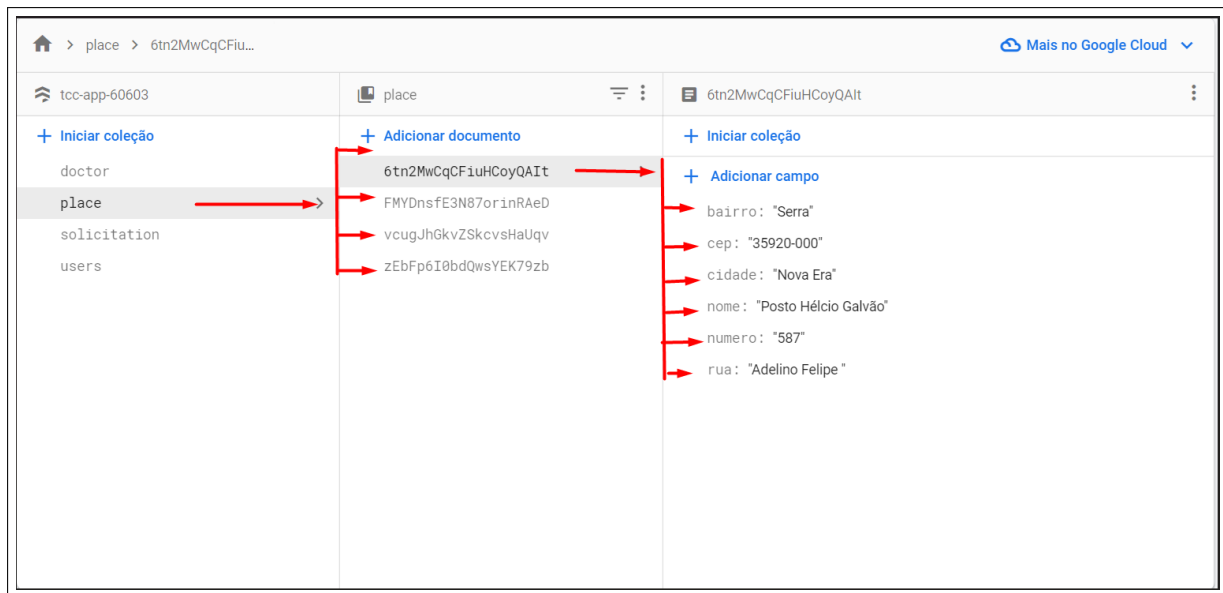 > place > 6tn2MwCqCFiu...
Mais no Google Cloud
tcc-app-60603
place
6tn2MwCqCFiuHCoyQAIt
+ Iniciar coleção
+ Adicionar documento
+ Iniciar coleção
doctor
place
solicitation
users
6tn2MwCqCFiuHCoyQAIt
FMYDnsfE3N87orinRAeD
vcugJhGkvZSkcvsHaUqv
zEbFp6I0bdQwsYEK79zb
+ Adicionar campo
bairro: "Serra"
cep: "35920-000"
cidade: "Nova Era"
nome: "Posto Hélcio Galvão"
numero: "587"
rua: "Adelino Felipe "